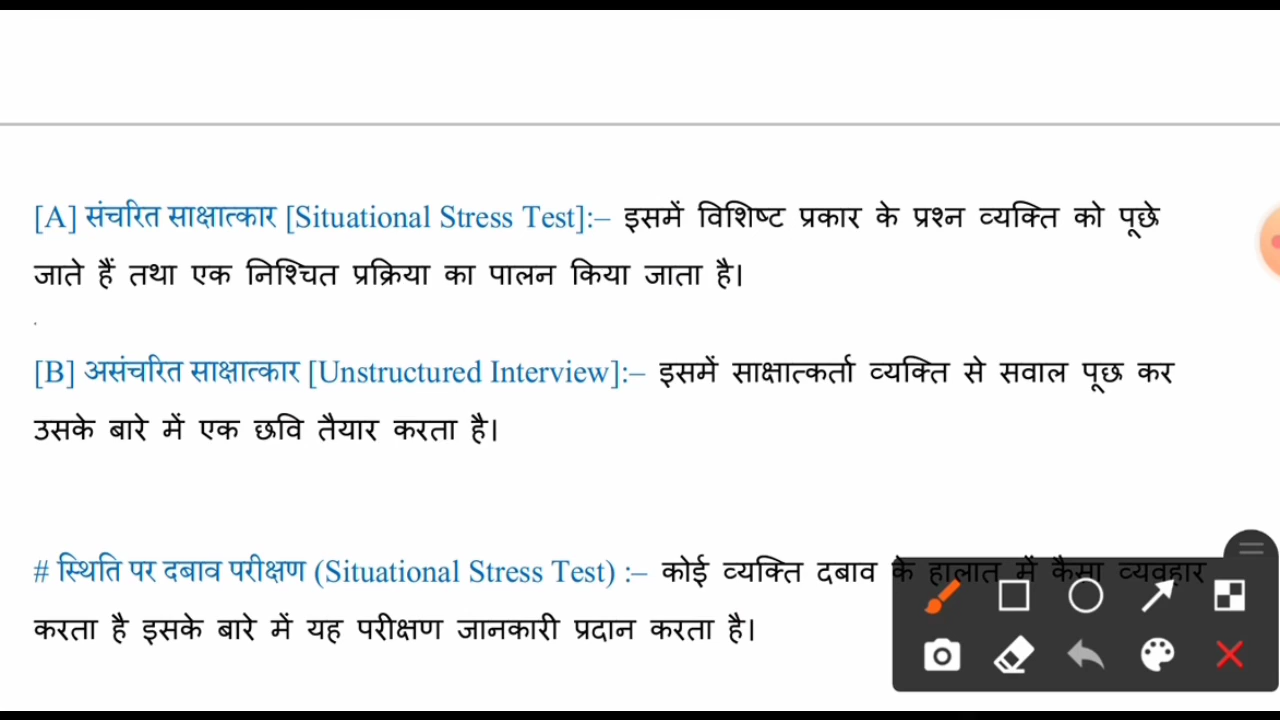 [A] संचरित साक्षात्कार [Situational Stress Test]:– इसमें विशिष्ट प्रकार के प्रश्न व्यक्ति को पूछे
जाते हैं तथा एक निश्चित प्रक्रिया का पालन किया जाता है।
[B] असंचरित साक्षात्कार [Unstructured Interview]:– इसमें साक्षात्कर्ता व्यक्ति से सवाल पूछ कर
उसके बारे में एक छवि तैयार करता है।
# स्थिति पर दबाव परीक्षण (Situational Stress Test) :– कोई व्यक्ति दबाव के हालात में कैसा व्यवहार
करता है इसके बारे में यह परीक्षण जानकारी प्रदान करता है।